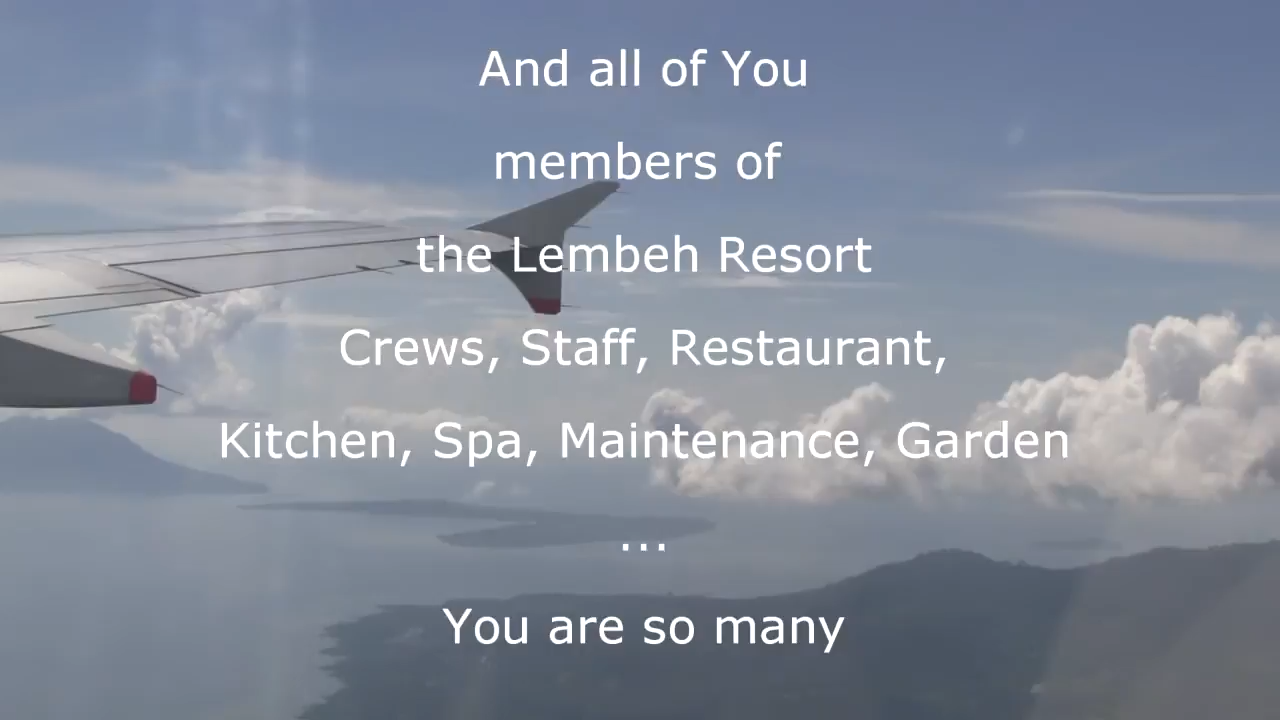 And all of You
members of
the Lembeh Resort
Crews, Staff, Restaurant,
Kitchen, Spa, Maintenance, Garden
...
You are so many